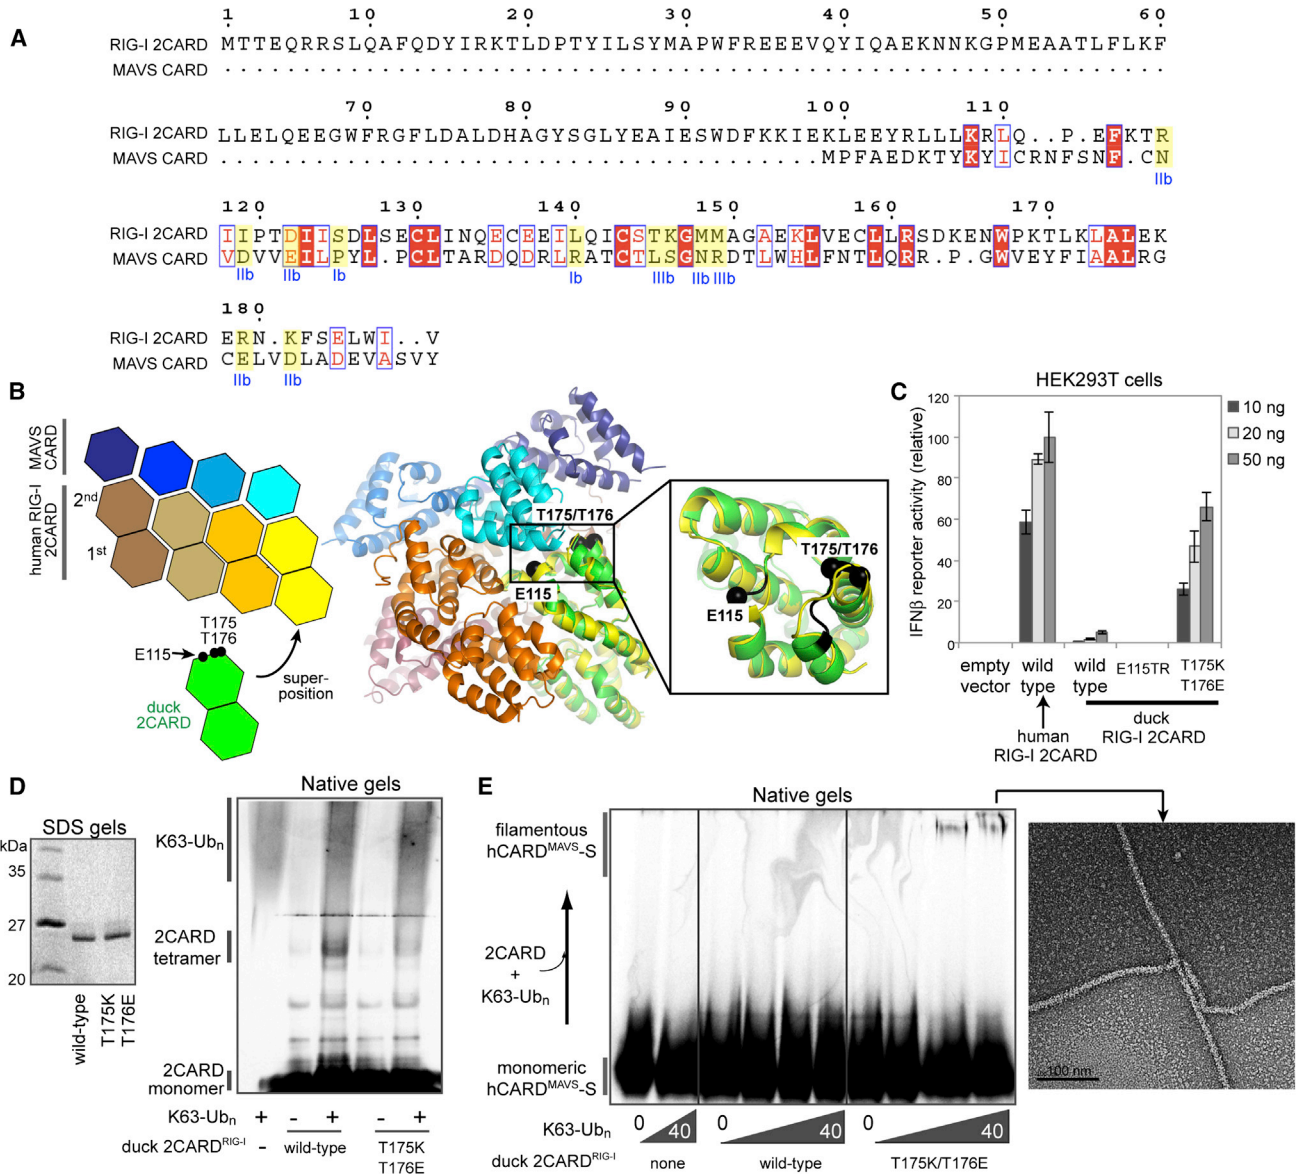 A
1 10 20 30 40 50 60
RIG-I 2CARD MTTEQRRSLQAFQDYIRKTLDPTYILSYMAPWFREEEVQYIQAEKNNKGPMEAATLFLKF
MAVS CARD ............................................................
70 80 90 100 110
RIG-I 2CARD LLELQEEGWFRGFLDALDHAGYSGLYEAIESWDFKKIEKLEEYRLLLKRLQ..P.EFKTR
MAVS CARD ......................................MPFAEDKTYKYICRNFSNF.CN
IIb
120 130 140 150 160 170
RIG-I 2CARD IIPTDIISDLSECLINQECEEILQICSTKGMMAGAEKLVECLLRSDKENWPKTLKLALEK
MAVS CARD VDVVEILPYL.PCLTARDQDRLRATCTLSGNRDTLWHLFNTLQRR.P.GWVEYFIAALRG
IIb IIb Ib Ib IIIb IIb IIIb
180
RIG-I 2CARD ERN.KFSELWI..V
MAVS CARD CELVDLADEVASVY
IIb IIb
B
MAVS
CARD
human RIG-I
2CARD
2nd
1st
T175
T176
E115
super-
position
duck
2CARD
T175/T176
E115
T175/T176
E115
C
HEK293T cells
IFNβ reporter activity (relative)
120
100
80
60
40
20
0
10 ng
20 ng
50 ng
empty
vector
wild
type
wild
type
E115TR
T175K
T176E
human
RIG-I 2CARD
duck
RIG-I 2CARD
D
SDS gels
kDa
35
27
20
wild-type
T175K
T176E
Native gels
K63-Ubn
2CARD
tetramer
2CARD
monomer
K63-Ubn + - + - +
duck 2CARDRIG-I - wild-type T175K
T176E
E
Native gels
filamentous
hCARDMAVS-S
2CARD
+
K63-Ubn
monomeric
hCARDMAVS-S
K63-Ubn 0 40 0 40 0 40
duck 2CARDRIG-I none wild-type T175K/T176E
100 nm